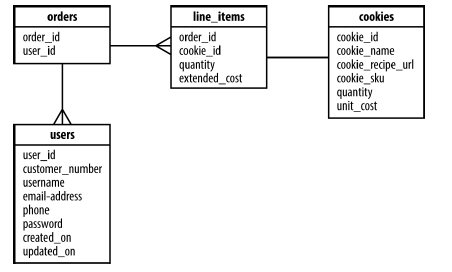 orders
order_id
user_id
line_items
order_id
cookie_id
quantity
extended_cost
cookies
cookie_id
cookie_name
cookie_recipe_url
cookie_sku
quantity
unit_cost
users
user_id
customer_number
username
email-address
phone
password
created_on
updated_on